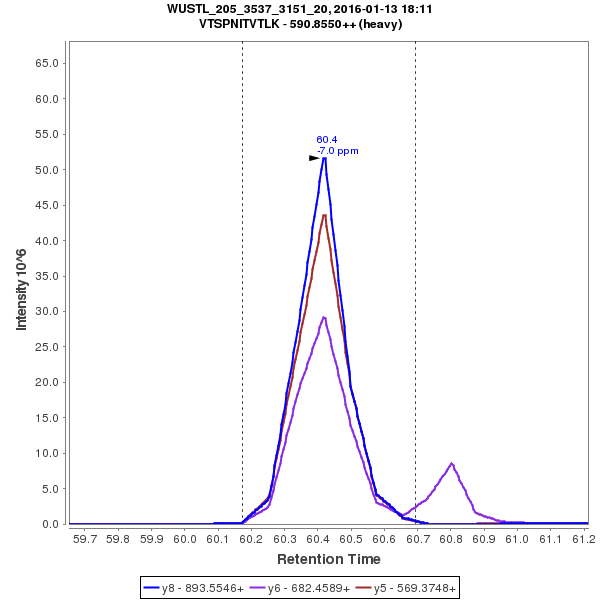 WUSTL_205_3537_3151_20, 2016-01-13 18:11
VTSPNITVTLK - 590.8550++ (heavy)
65.0
60.0
55.0
50.0
45.0
40.0
35.0
30.0
25.0
20.0
15.0
10.0
5.0
0.0
Intensity 10^6
60.4
-7.0 ppm
59.7 59.8 59.9 60.0 60.1 60.2 60.3 60.4 60.5 60.6 60.7 60.8 60.9 61.0 61.1 61.2
Retention Time
y8 - 893.5546+ y6 - 682.4589+ y5 - 569.3748+